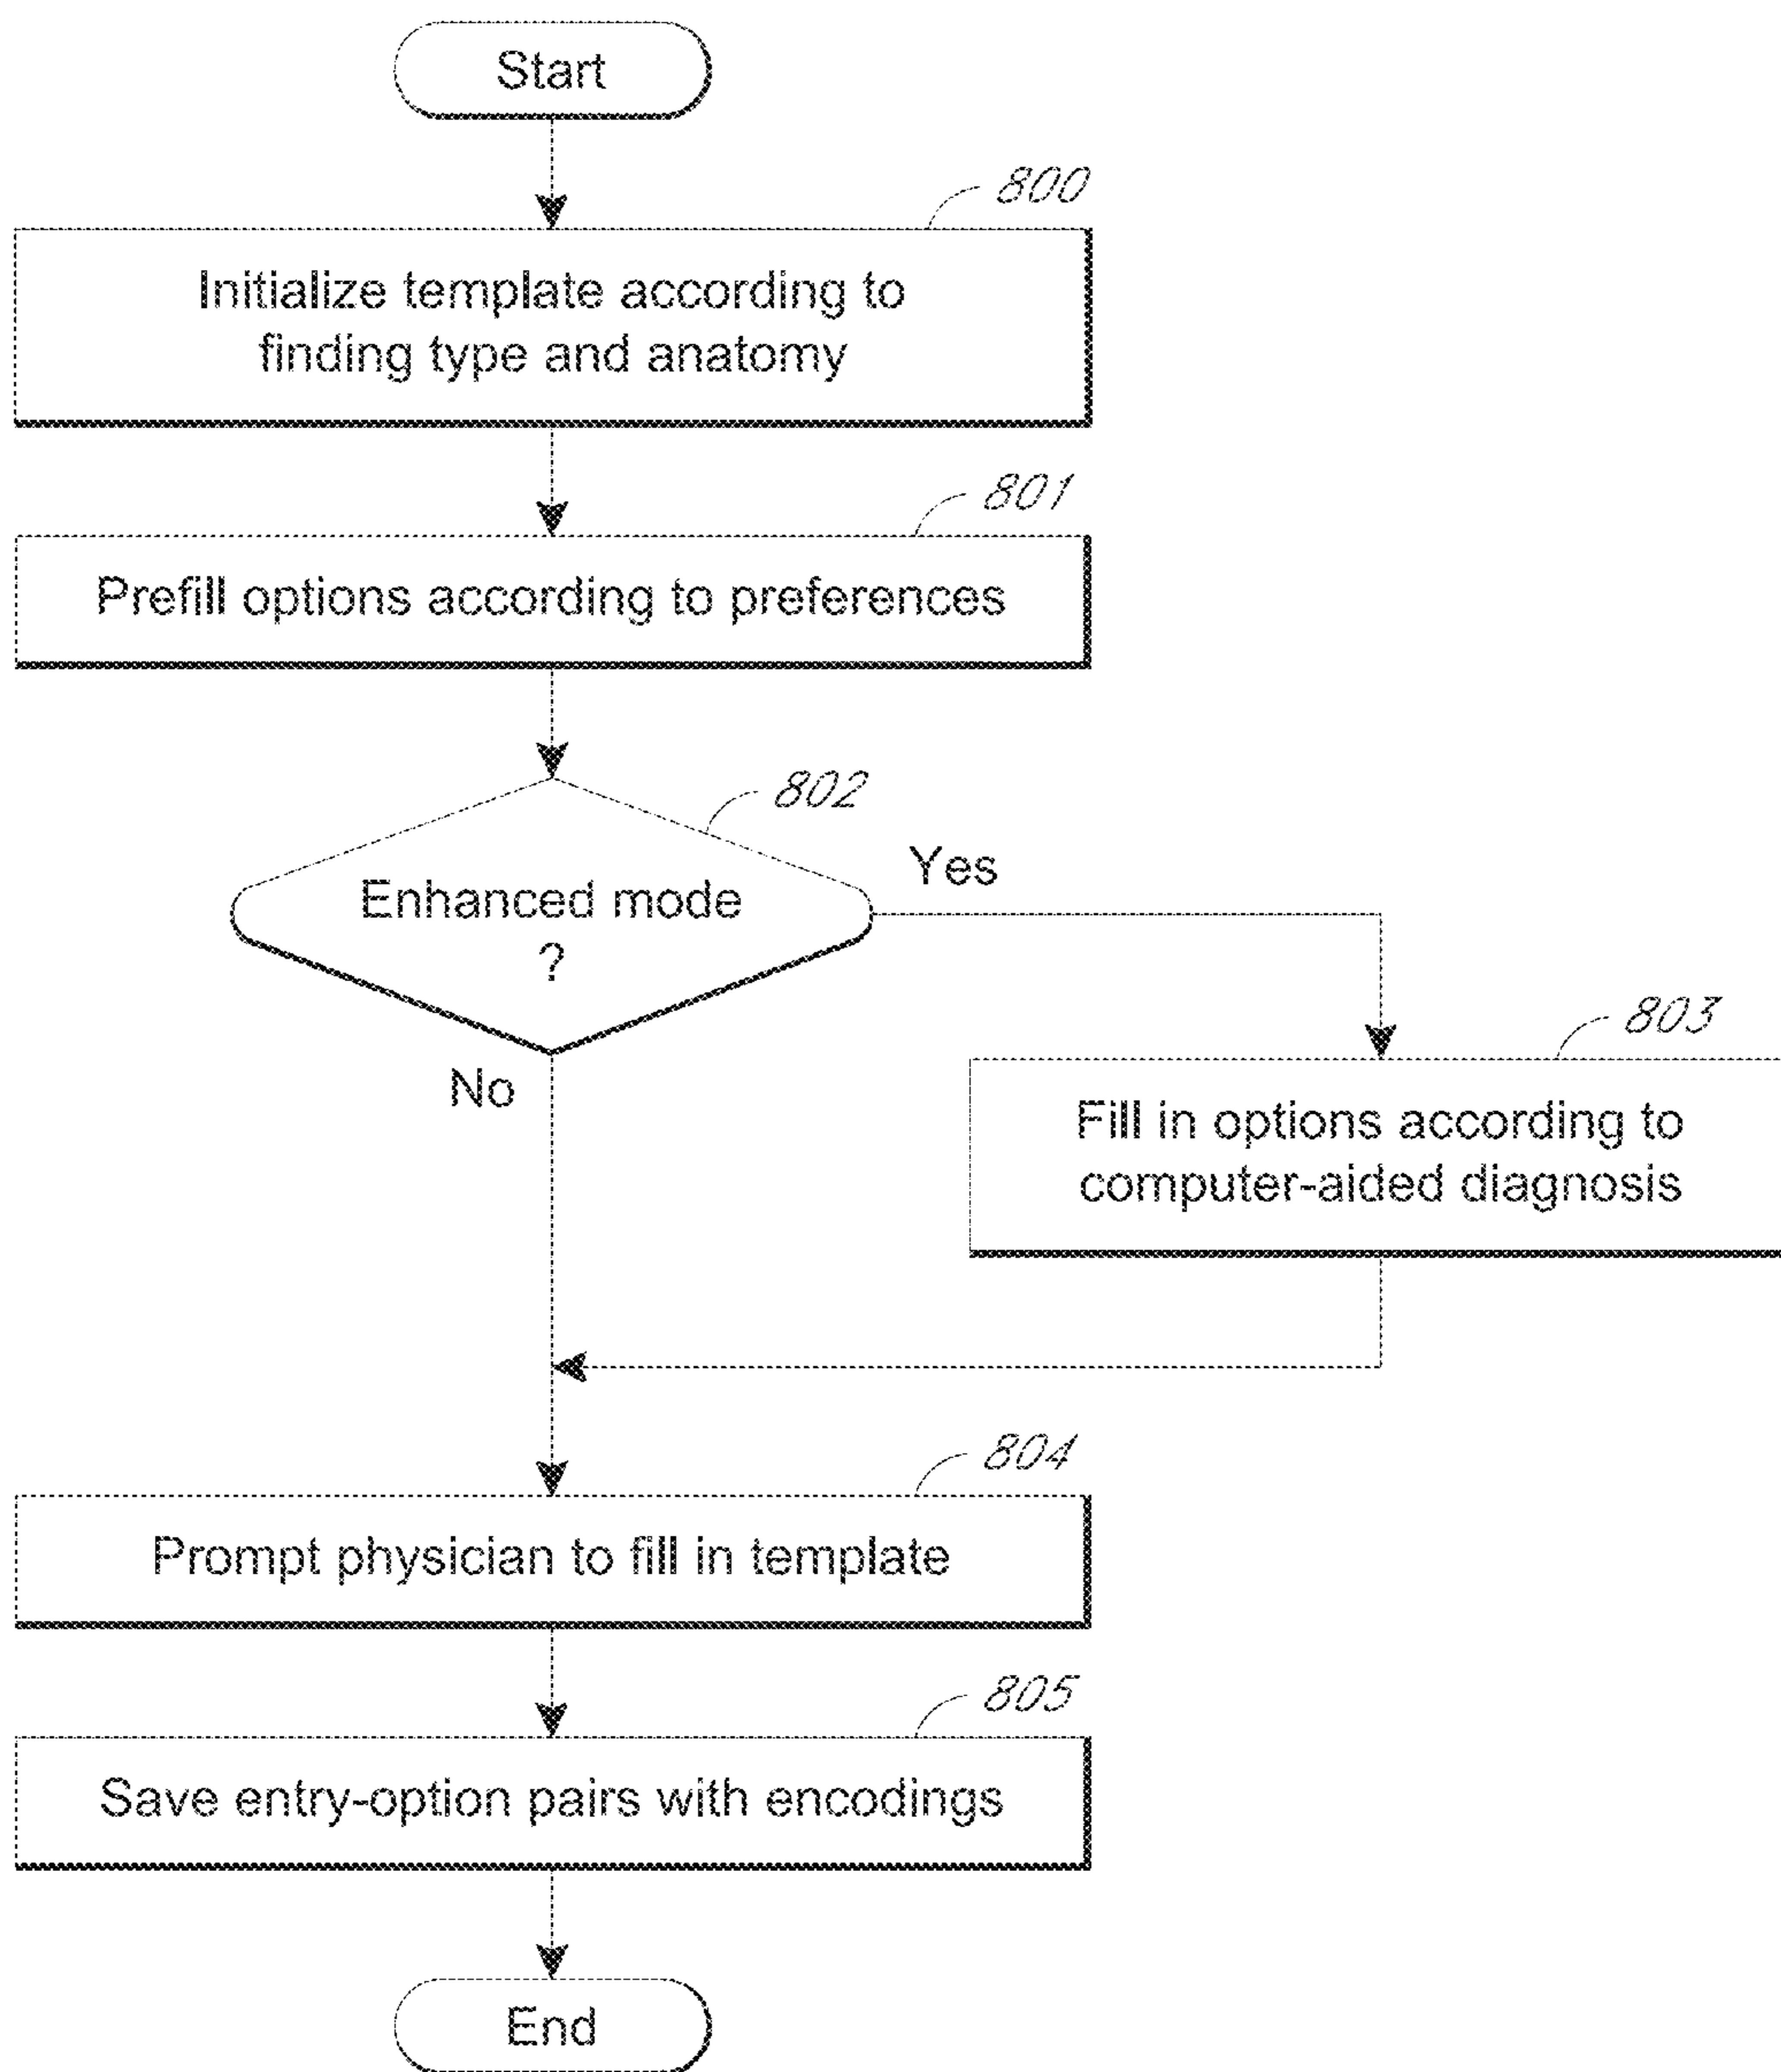 Start
800
Initialize template according to
finding type and anatomy
801
Prefill options according to preferences
802
Enhanced mode
?
Yes
No
803
Fill in options according to
computer-aided diagnosis
804
Prompt physician to fill in template
805
Save entry-option pairs with encodings
End